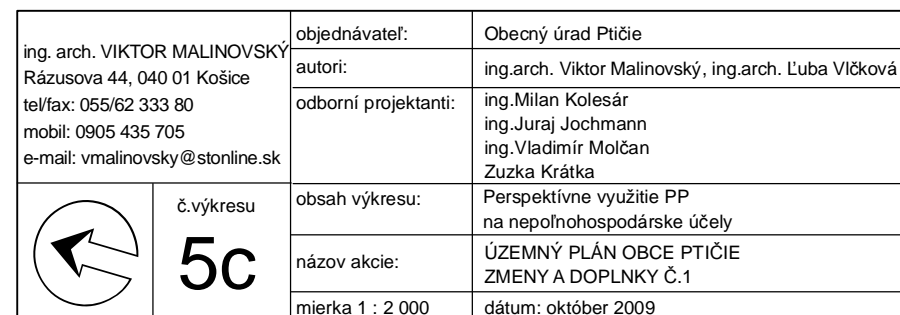 ing. arch. VIKTOR MALINOVSKÝ
Rázusova 44, 040 01 Košice
tel/fax: 055/62 333 80
mobil: 0905 435 705
e-mail: vmalinovsky@stonline.sk
č.výkresu
5c
objednávateľ: Obecný úrad Ptičie
autori: ing.arch. Viktor Malinovský, ing.arch. Ľuba Vlčková
odborní projektanti: ing.Milan Kolesár
ing.Juraj Jochmann
ing.Vladimír Molčan
Zuzka Krátka
obsah výkresu: Perspektívne využitie PP
na nepoľnohospodárske účely
názov akcie: ÚZEMNÝ PLÁN OBCE PTIČIE
ZMENY A DOPLNKY Č.1
mierka 1 : 2 000 dátum: október 2009